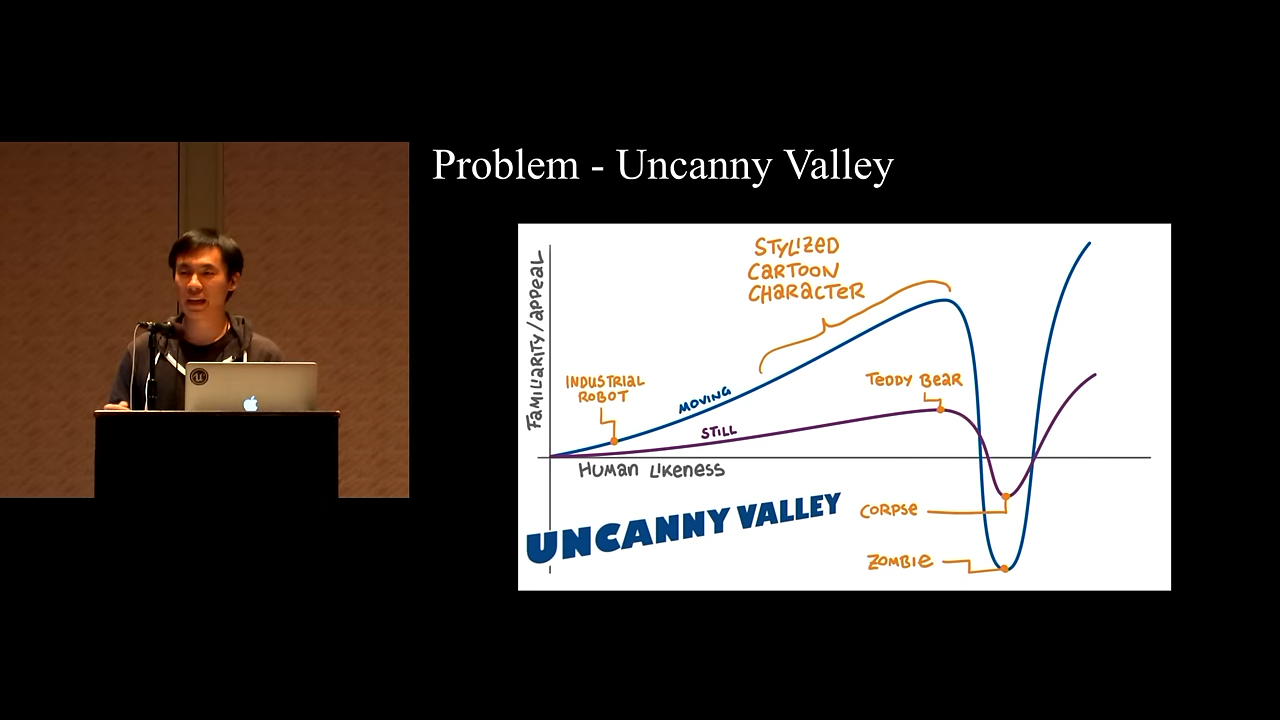 Problem - Uncanny Valley
STYLIZED
CARTOON
CHARACTER
FAMILIARITY/APPEAL
INDUSTRIAL
ROBOT
MOVING
TEDDY BEAR
STILL
HUMAN LIKENESS
UNCANNY VALLEY
CORPSE
ZOMBIE